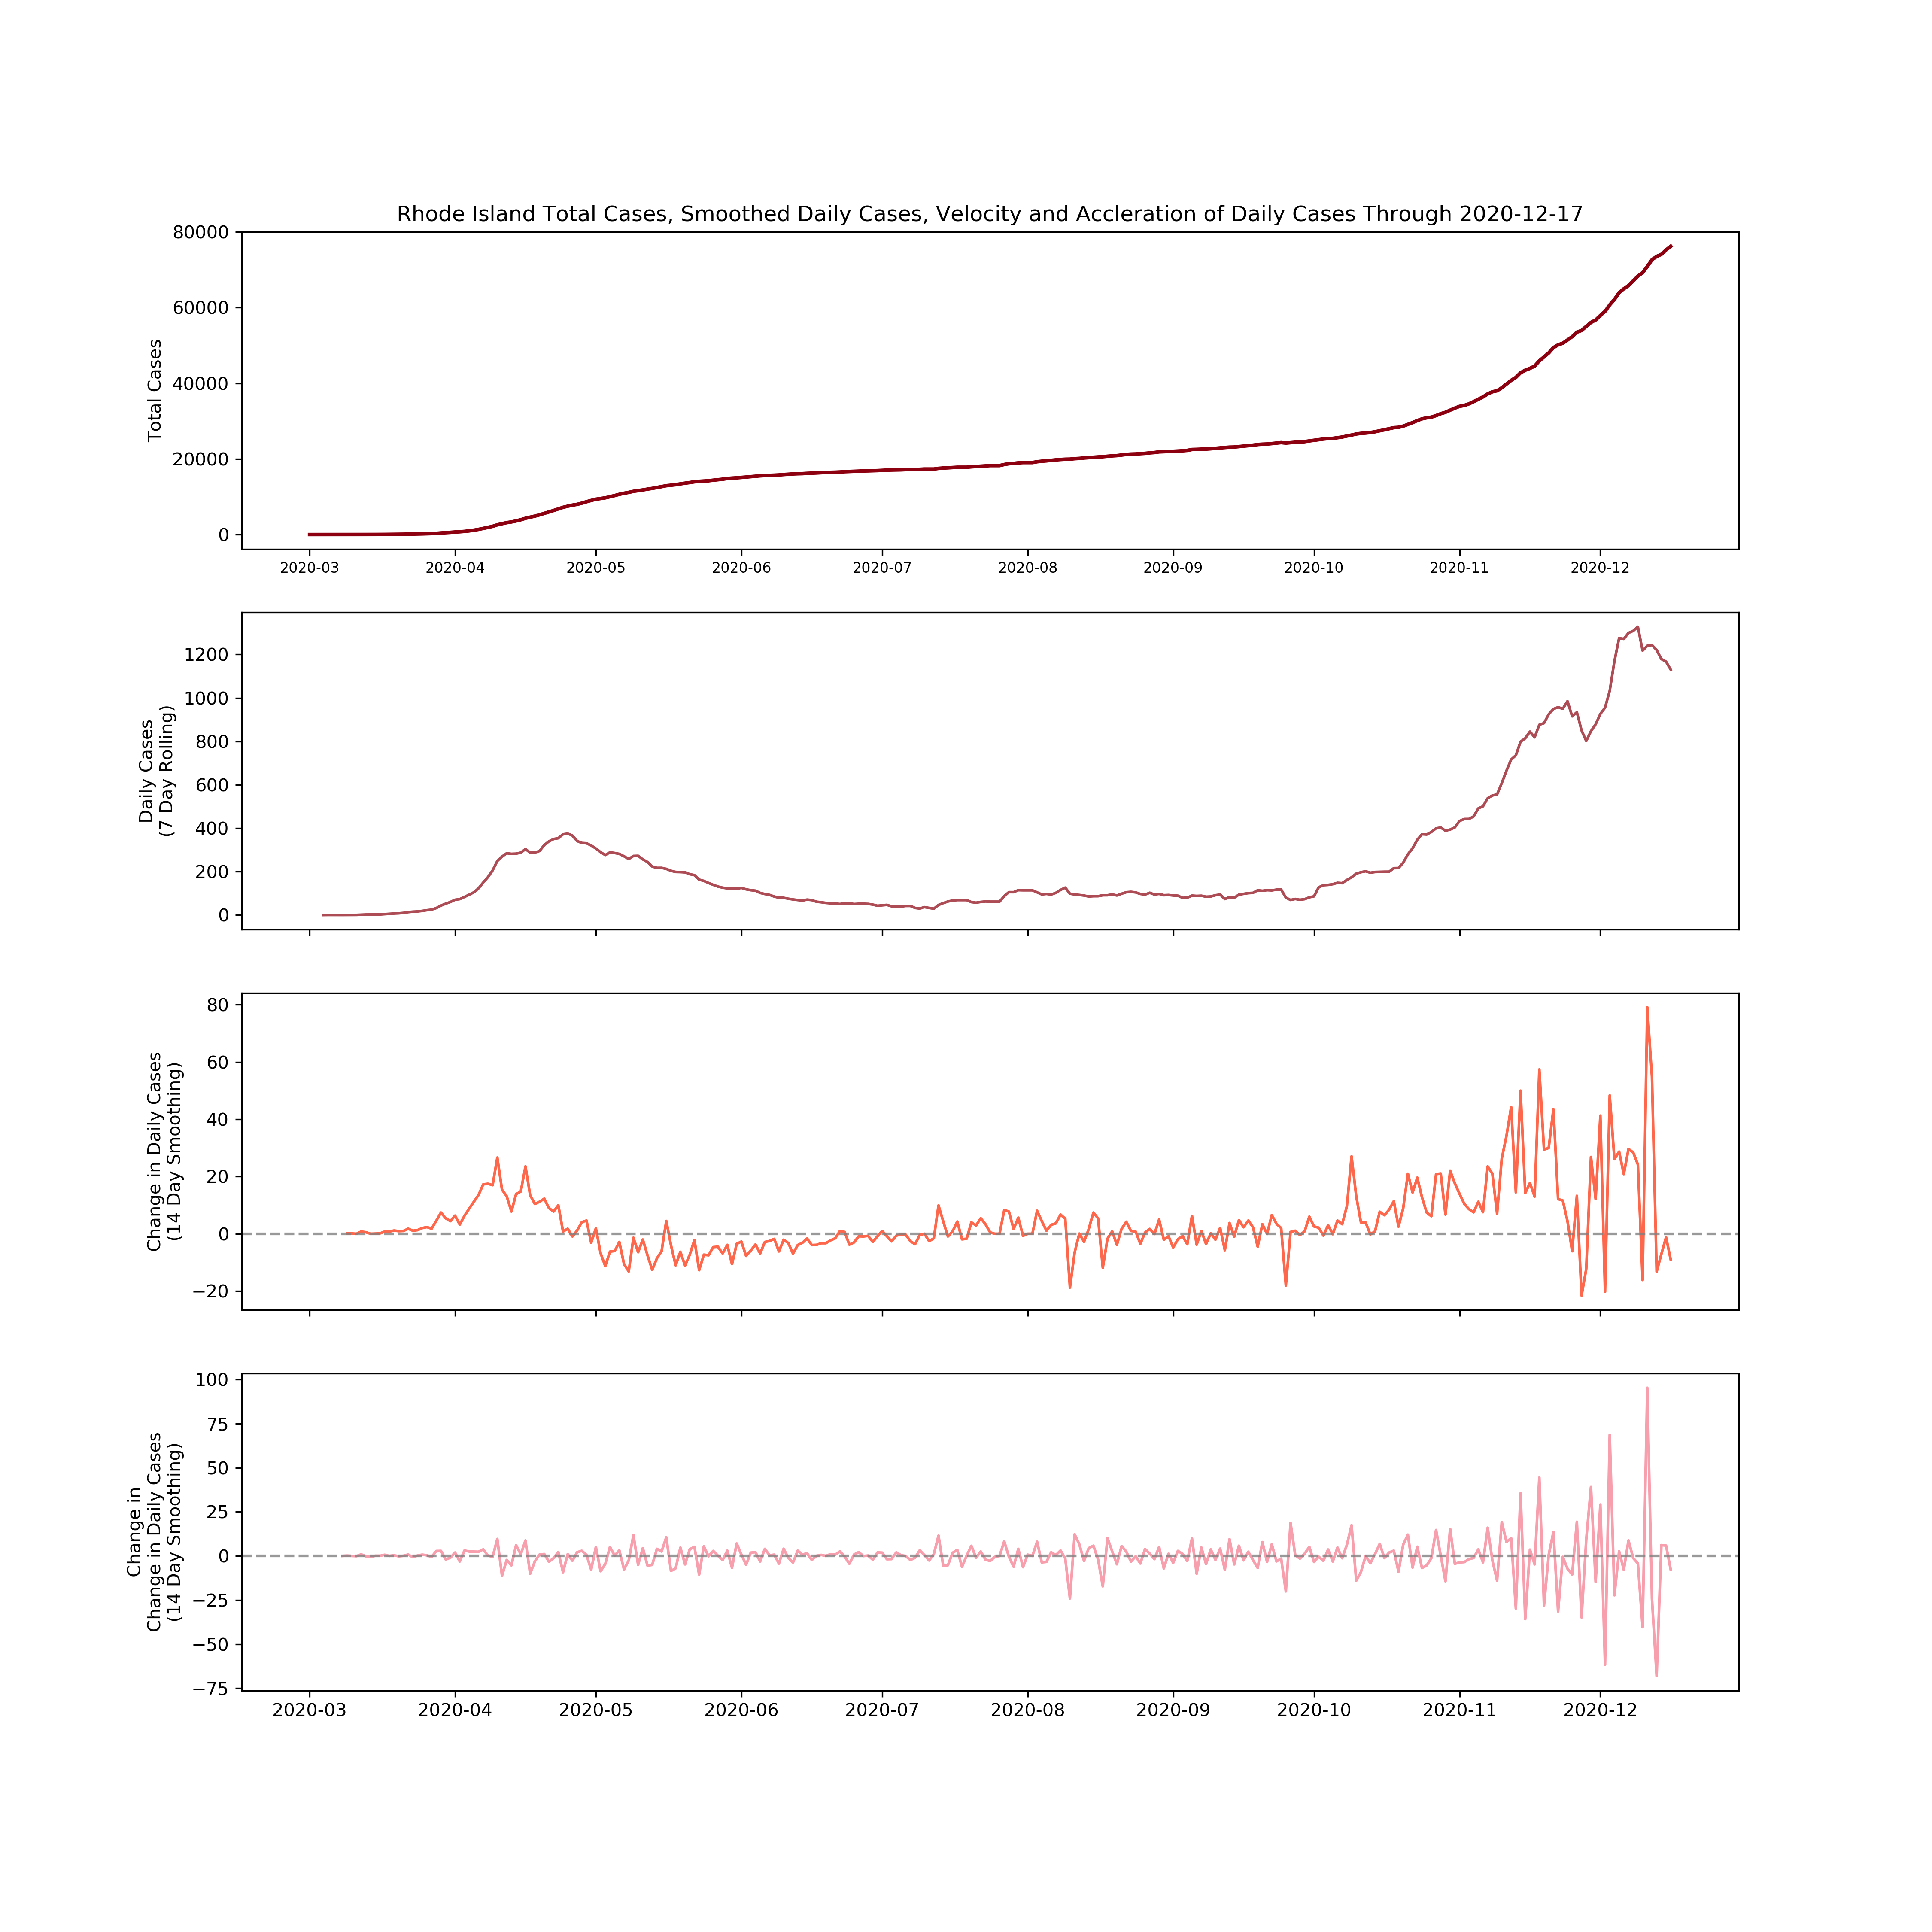 Rhode Island Total Cases, Smoothed Daily Cases, Velocity and Accleration of Daily Cases Through 2020-12-17
Total Cases
80000
60000
40000
20000
0
2020-03 2020-04 2020-05 2020-06 2020-07 2020-08 2020-09 2020-10 2020-11 2020-12
Daily Cases
(7 Day Rolling)
1200
1000
800
600
400
200
0
Change in Daily Cases
(14 Day Smoothing)
80
60
40
20
0
−20
Change in
Change in Daily Cases
(14 Day Smoothing)
100
75
50
25
0
−25
−50
−75
2020-03 2020-04 2020-05 2020-06 2020-07 2020-08 2020-09 2020-10 2020-11 2020-12